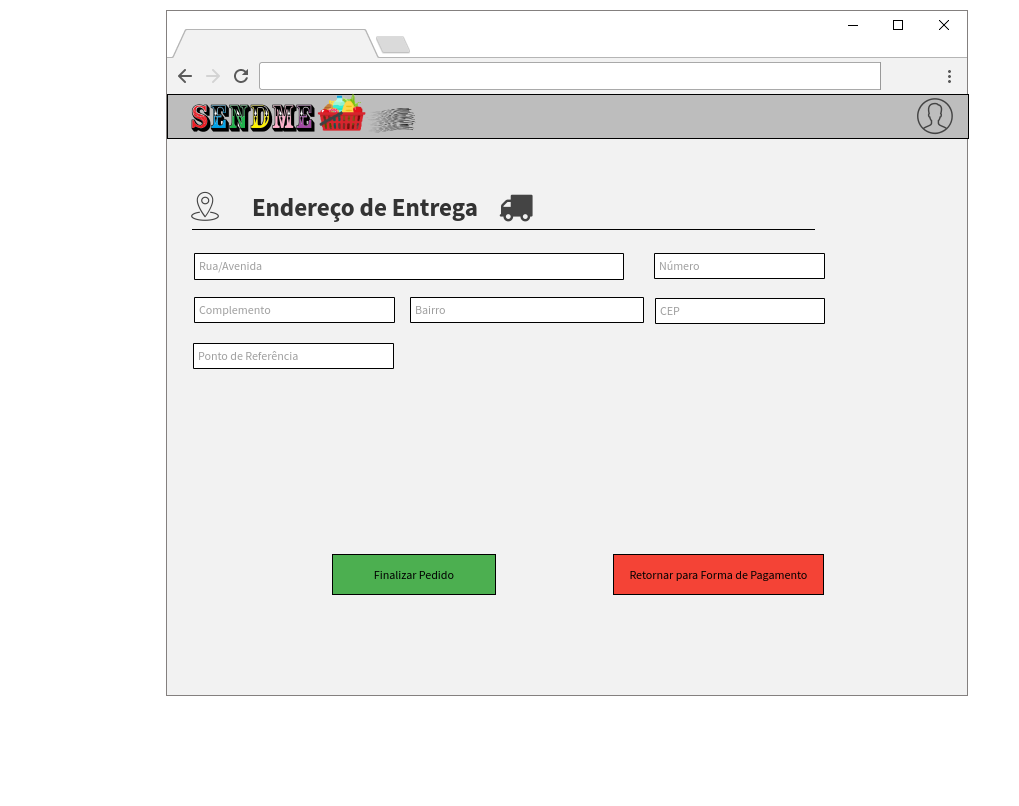 SENDME
Endereço de Entrega
Rua/Avenida
Número
Complemento
Bairro
CEP
Ponto de Referência
Finalizar Pedido
Retornar para Forma de Pagamento